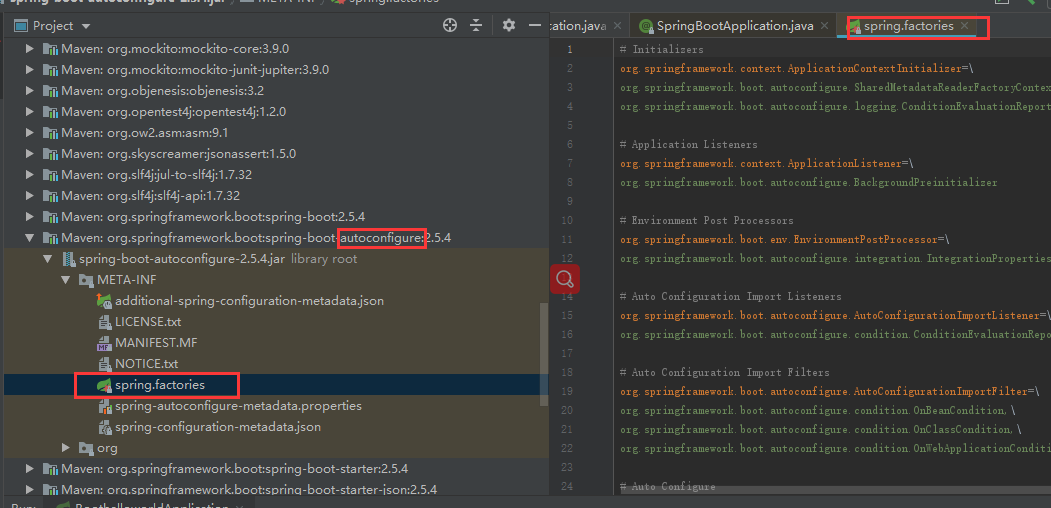 spring-boot-autoconfigure-2.5.4.jar META-INF spring.factories
Project
cation.java SpringBootApplication.java spring.factories
Maven: org.mockito:mockito-core:3.9.0
Maven: org.mockito:mockito-junit-jupiter:3.9.0
Maven: org.objenesis:objenesis:3.2
Maven: org.opentest4j:opentest4j:1.2.0
Maven: org.ow2.asm:asm:9.1
Maven: org.skyscreamer:jsonassert:1.5.0
Maven: org.slf4j:jul-to-slf4j:1.7.32
Maven: org.slf4j:slf4j-api:1.7.32
Maven: org.springframework.boot:spring-boot:2.5.4
Maven: org.springframework.boot:spring-boot-autoconfigure:2.5.4
spring-boot-autoconfigure-2.5.4.jar library root
META-INF
additional-spring-configuration-metadata.json
LICENSE.txt
MANIFEST.MF
NOTICE.txt
spring.factories
spring-autoconfigure-metadata.properties
spring-configuration-metadata.json
org
Maven: org.springframework.boot:spring-boot-starter:2.5.4
Maven: org.springframework.boot:spring-boot-starter-json:2.5.4
Run: BoothelloworldApplication
1 # Initializers
2 org.springframework.context.ApplicationContextInitializer=\
3 org.springframework.boot.autoconfigure.SharedMetadataReaderFactoryContex
4 org.springframework.boot.autoconfigure.logging.ConditionEvaluationReport
5
6 # Application Listeners
7 org.springframework.context.ApplicationListener=\
8 org.springframework.boot.autoconfigure.BackgroundPreinitializer
9
10 # Environment Post Processors
11 org.springframework.boot.env.EnvironmentPostProcessor=\
12 org.springframework.boot.autoconfigure.integration.IntegrationProperties
14 # Auto Configuration Import Listeners
15 org.springframework.boot.autoconfigure.AutoConfigurationImportListener=\
16 org.springframework.boot.autoconfigure.condition.ConditionEvaluationRepo
17
18 # Auto Configuration Import Filters
19 org.springframework.boot.autoconfigure.AutoConfigurationImportFilter=\
20 org.springframework.boot.autoconfigure.condition.OnBeanCondition,\
21 org.springframework.boot.autoconfigure.condition.OnClassCondition,\
22 org.springframework.boot.autoconfigure.condition.OnWebApplicationConditi
23
24 # Auto Configure